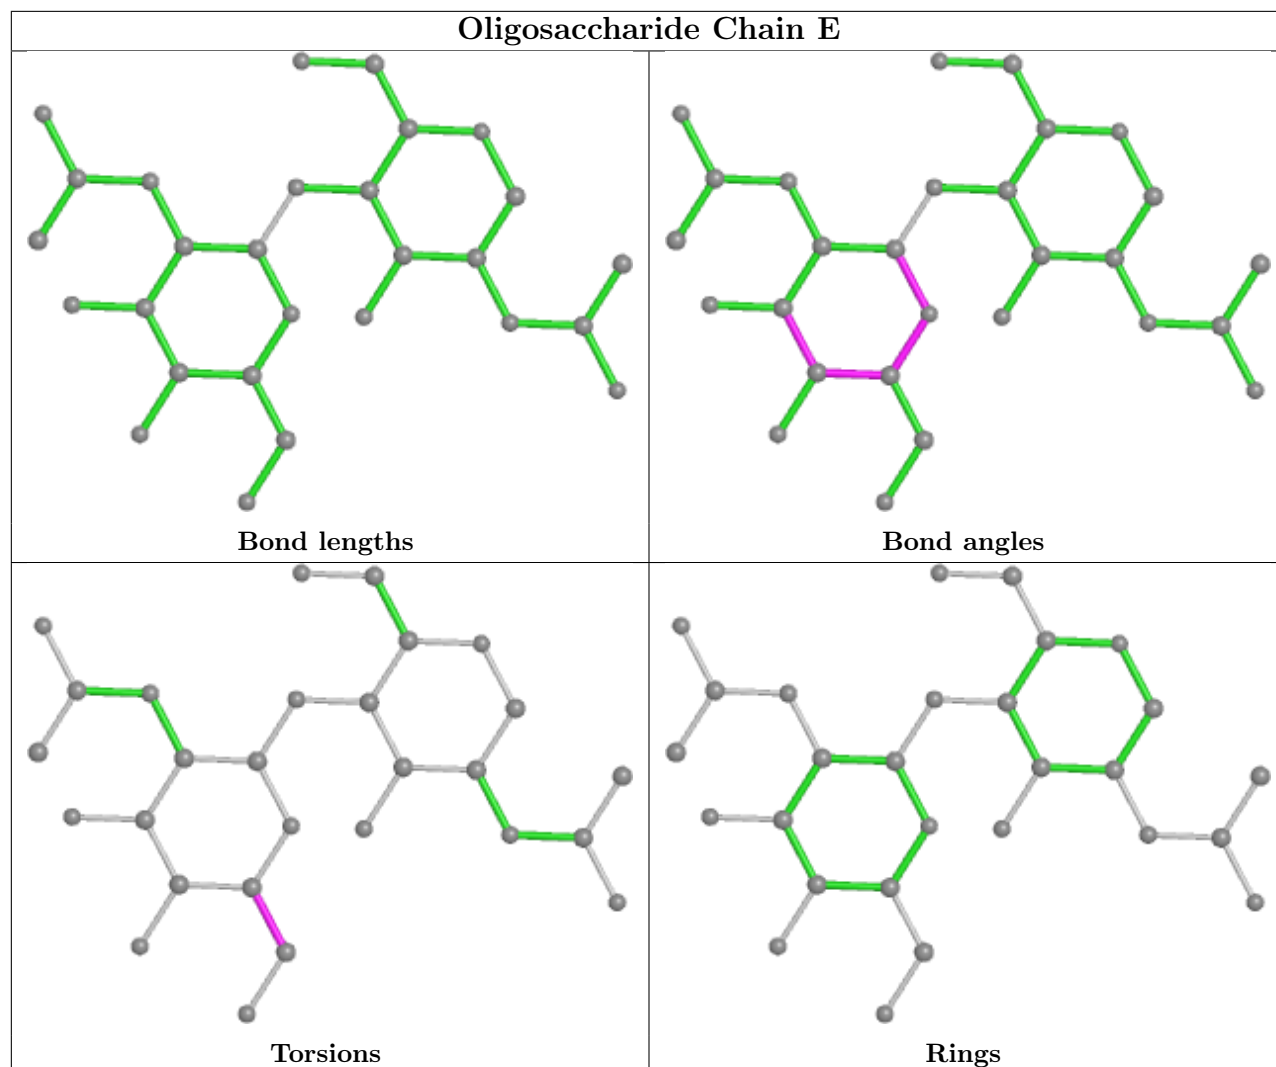 Oligosaccharide Chain E
Bond lengths
Bond angles
Torsions
Rings